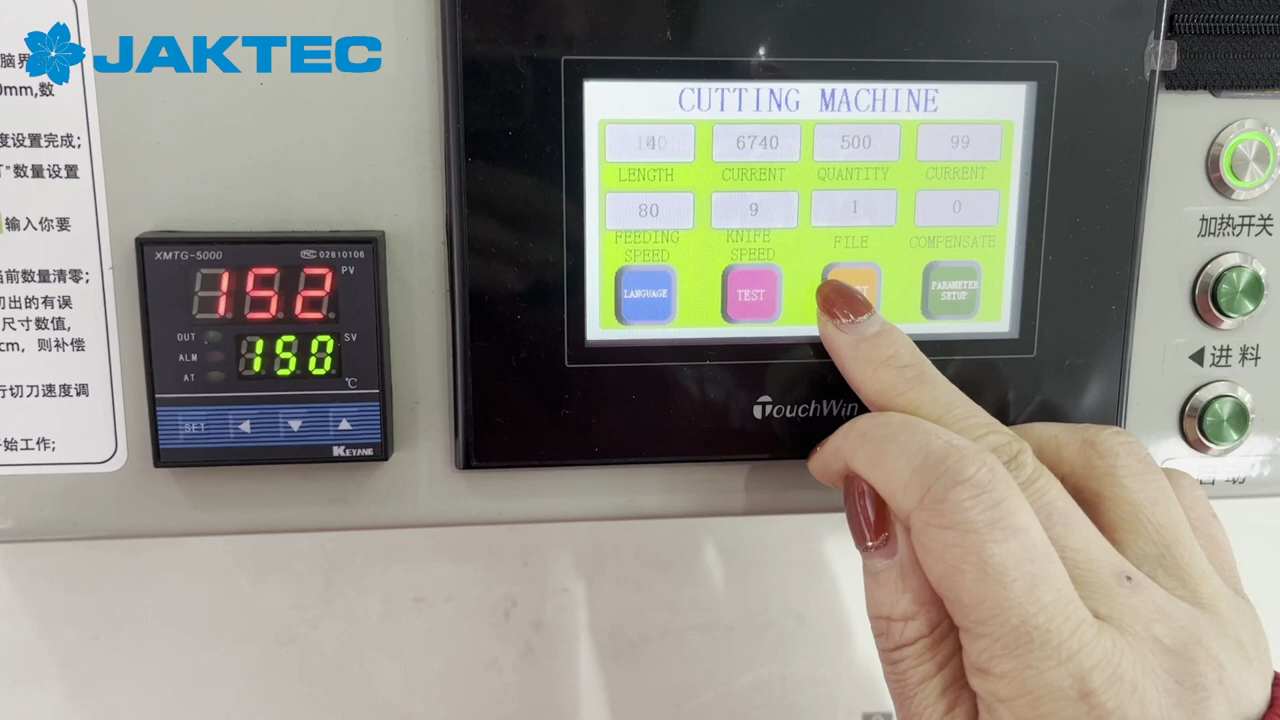 JAKTEC
脑界
0mm,数
度设置完成;
"数量设置
输入你要
当前数量清零;
切出的有误
尺寸数值,
cm，则补偿
行切刀速度调
始工作;
XMTG-5000
02810106
152
PV
OUT
150
SV
ALM
AT
℃
SET
KEYANG
CUTTING MACHINE
6740
500
99
LENGTH
CURRENT
QUANTITY
CURRENT
80
9
1
0
FEEDING SPEED
KNIFE SPEED
FILE
COMPENSATE
LANGUAGE
TEST
PARAMETER SETUP
TouchWin
加热开关
进料